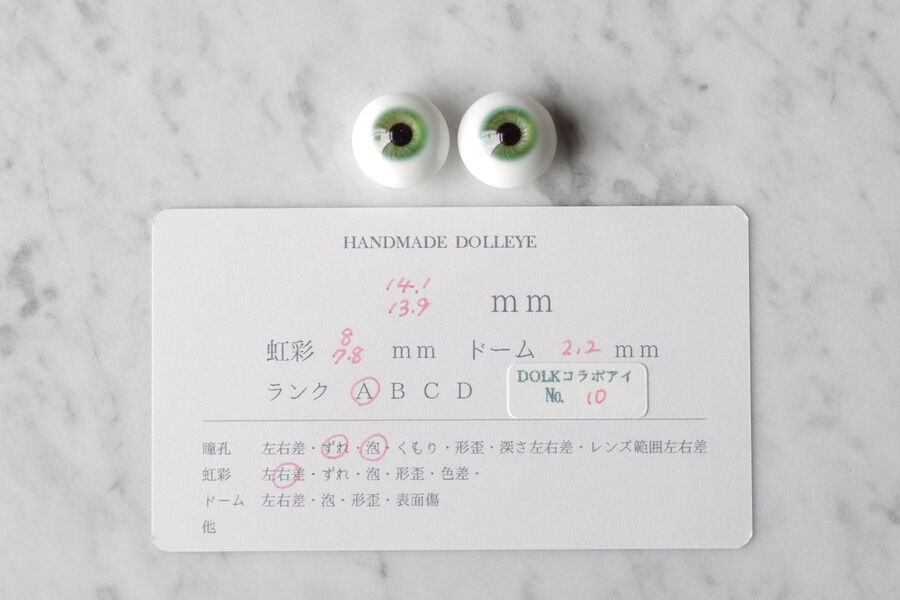 HANDMADE DOLLEYE
14.1
13.9 mm
虹彩 8 7.8 mm ドーム 2.2 mm
ランク A B C D
DOLKコラボアイ
No. 10
瞳孔 左右差・ずれ・泡・くもり・形歪・深さ左右差・レンズ範囲左右差
虹彩 左右差・ずれ・泡・形歪・色差・
ドーム 左右差・泡・形歪・表面傷
他